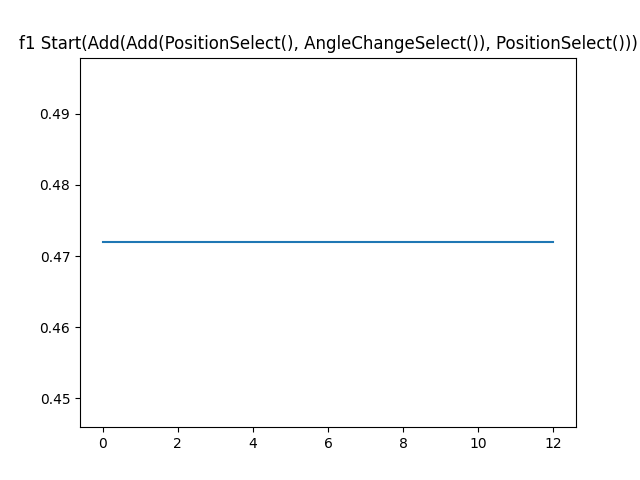 f1 Start(Add(Add(PositionSelect(), AngleChangeSelect()), PositionSelect()))
0.49
0.48
0.47
0.46
0.45
0 2 4 6 8 10 12